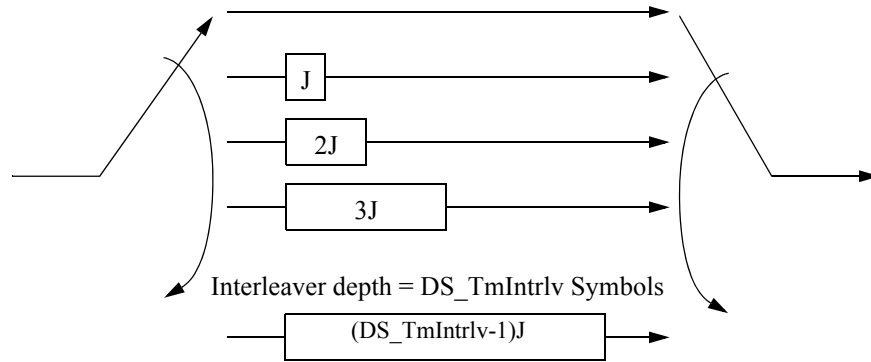 J
2J
3J
Interleaver depth = DS_TmIntrlv Symbols
(DS_TmIntrlv-1)J